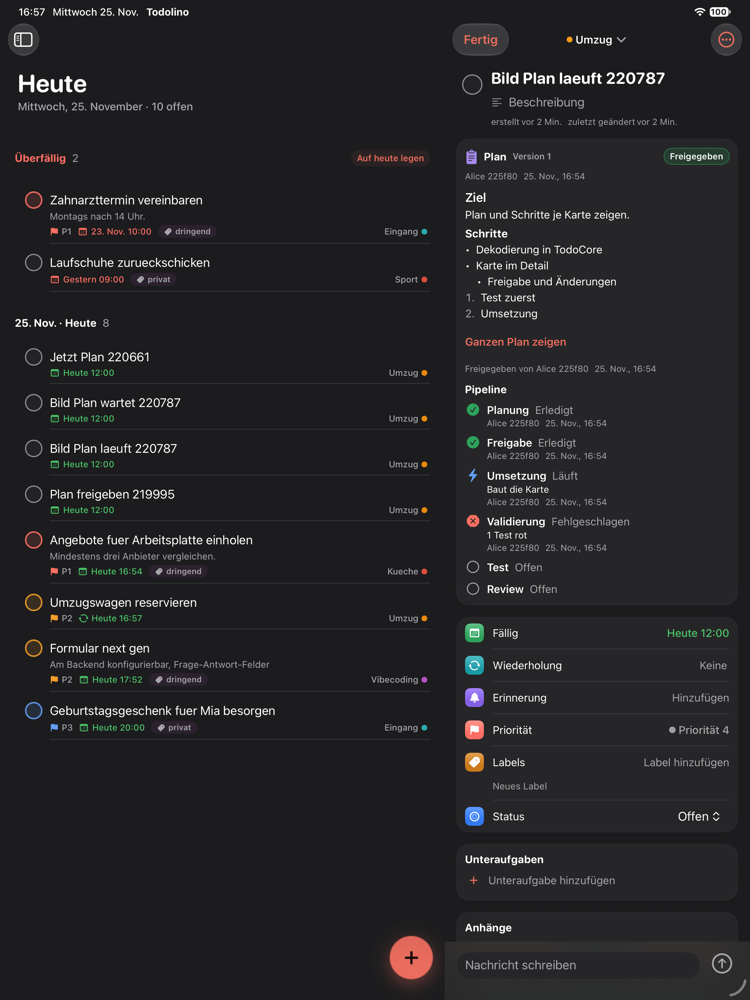 16:57 Mittwoch 25. Nov. Todolino
100
Heute
Mittwoch, 25. November · 10 offen
Überfällig 2
Auf heute legen
Zahnarzttermin vereinbaren
Montags nach 14 Uhr.
P1 23. Nov. 10:00 dringend
Eingang
Laufschuhe zurueckschicken
Gestern 09:00 privat
Sport
25. Nov. · Heute 8
Jetzt Plan 220661
Heute 12:00
Umzug
Bild Plan wartet 220787
Heute 12:00
Umzug
Bild Plan laeuft 220787
Heute 12:00
Umzug
Plan freigeben 219995
Heute 12:00
Umzug
Angebote fuer Arbeitsplatte einholen
Mindestens drei Anbieter vergleichen.
P1 Heute 16:54 dringend
Kueche
Umzugswagen reservieren
P2 Heute 16:57
Umzug
Formular next gen
Am Backend konfigurierbar, Frage-Antwort-Felder
P2 Heute 17:52 dringend
Vibecoding
Geburtstagsgeschenk fuer Mia besorgen
P3 Heute 20:00 privat
Eingang
Fertig
Umzug
Bild Plan laeuft 220787
Beschreibung
erstellt vor 2 Min. zuletzt geändert vor 2 Min.
Plan Version 1
Freigegeben
Alice 225f80 25. Nov., 16:54
Ziel
Plan und Schritte je Karte zeigen.
Schritte
• Dekodierung in TodoCore
• Karte im Detail
• Freigabe und Änderungen
1. Test zuerst
2. Umsetzung
Ganzen Plan zeigen
Freigegeben von Alice 225f80 25. Nov., 16:54
Pipeline
Planung Erledigt
Alice 225f80 25. Nov., 16:54
Freigabe Erledigt
Alice 225f80 25. Nov., 16:54
Umsetzung Läuft
Baut die Karte
Alice 225f80 25. Nov., 16:54
Validierung Fehlgeschlagen
1 Test rot
Alice 225f80 25. Nov., 16:54
Test Offen
Review Offen
Fällig Heute 12:00
Wiederholung Keine
Erinnerung Hinzufügen
Priorität Priorität 4
Labels Label hinzufügen
Neues Label
Status Offen
Unteraufgaben
+ Unteraufgabe hinzufügen
Anhänge
Nachricht schreiben